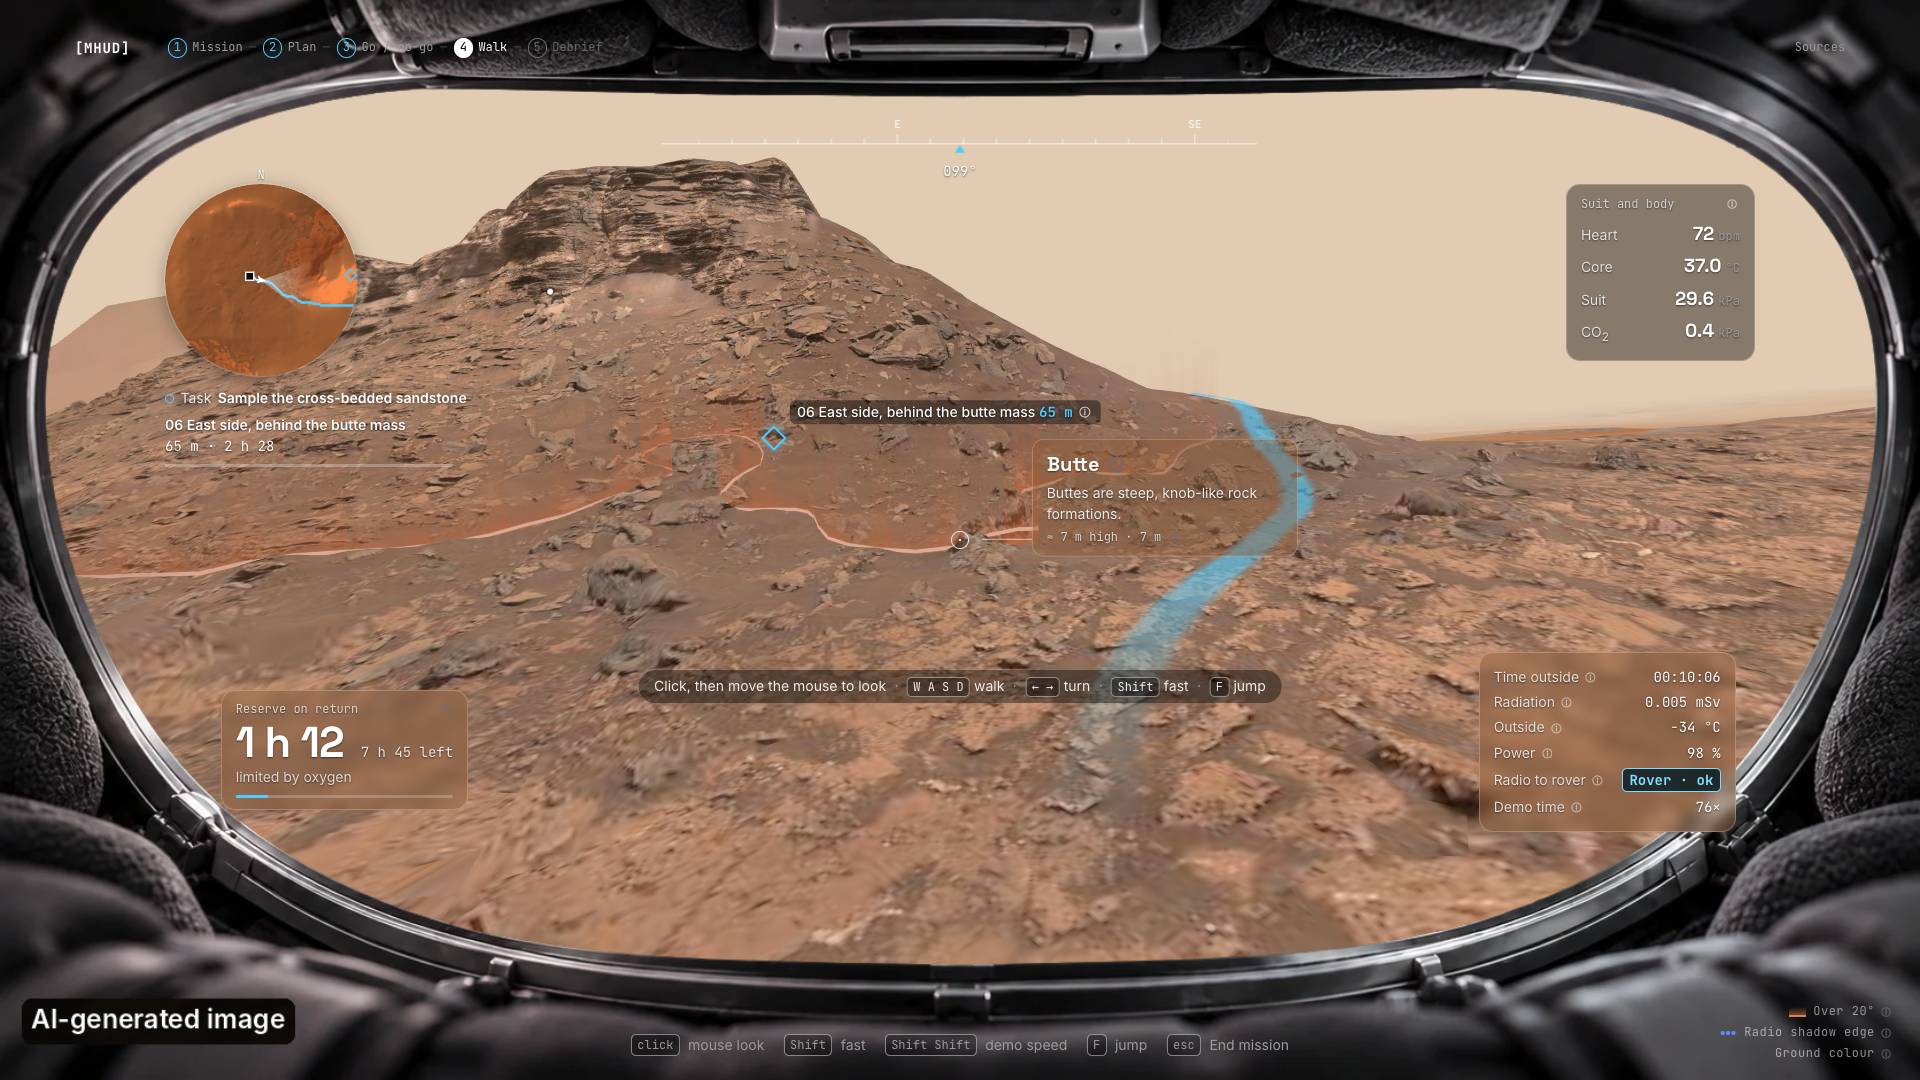 [MHUD]
1 Mission
2 Plan
3 Go / no-go
4 Walk
5 Debrief
Sources
E
SE
099°
N
Suit and body
Heart 72 bpm
Core 37.0 °C
Suit 29.6 kPa
CO2 0.4 kPa
Task Sample the cross-bedded sandstone
06 East side, behind the butte mass
65 m · 2 h 28
06 East side, behind the butte mass 65 m
Butte
Buttes are steep, knob-like rock
formations.
≈ 7 m high · 7 m
Click, then move the mouse to look · W A S D walk · ← → turn · Shift fast · F jump
Reserve on return
1 h 12 7 h 45 left
limited by oxygen
Time outside 00:10:06
Radiation 0.005 mSv
Outside -34 °C
Power 98 %
Radio to rover Rover · ok
Demo time 76×
AI-generated image
click mouse look Shift fast Shift Shift demo speed F jump esc End mission
Over 20°
Radio shadow edge
Ground colour